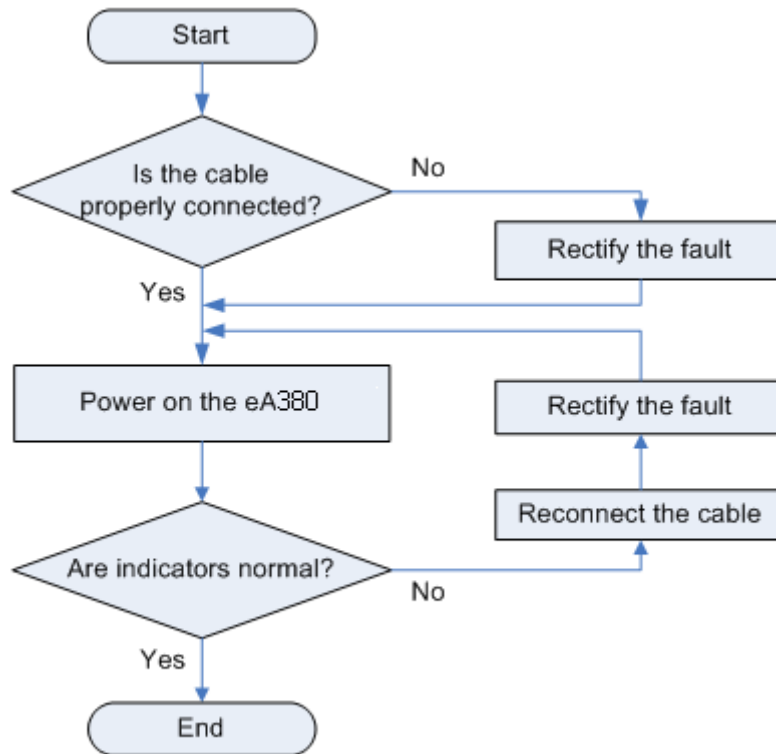 Start
Is the cable
properly connected?
No
Rectify the fault
Yes
Power on the eA380
Rectify the fault
Reconnect the cable
Are indicators normal?
No
Yes
End